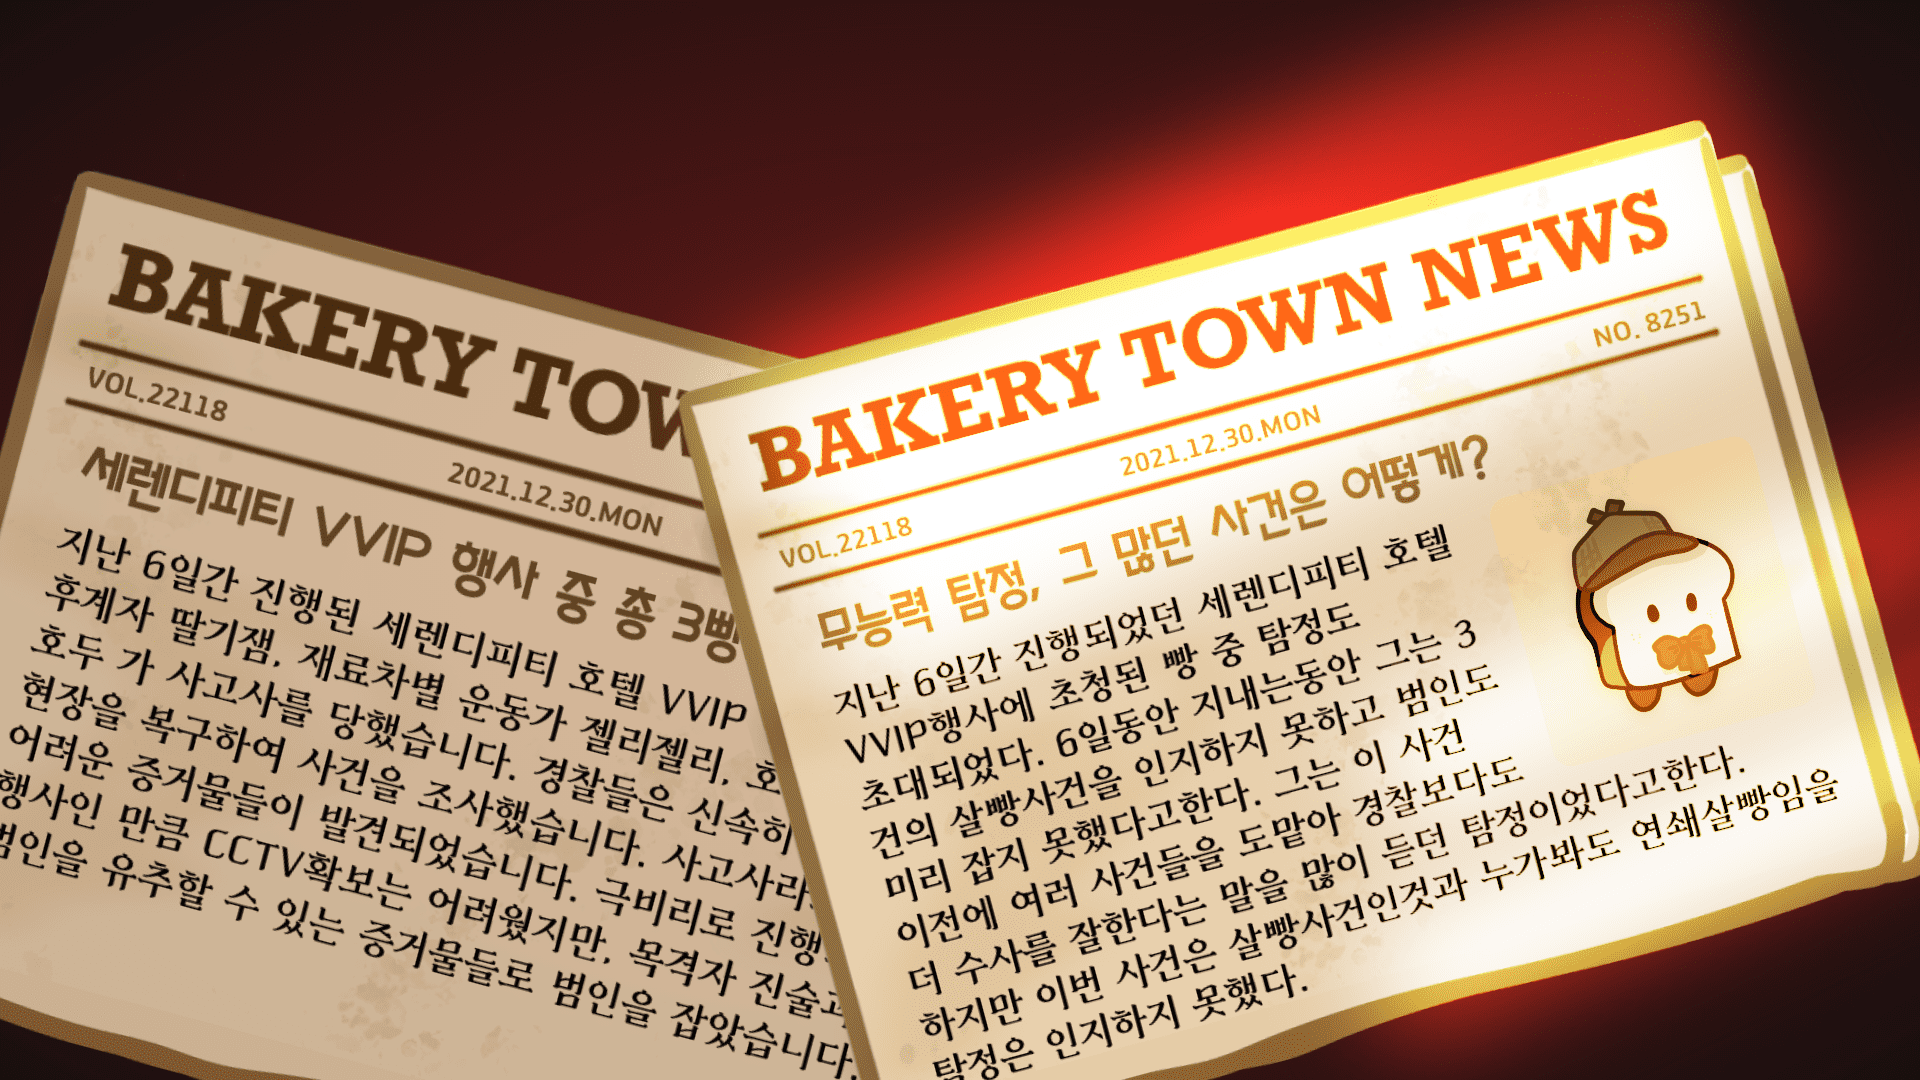 BAKERY TOW
VOL.22118
2021.12.30.MON
세렌디피티 VVIP 행사 중 총 3빵
지난 6일간 진행된 세렌디피티 호텔 VVIP
후계자 딸기잼, 재료차별 운동가 젤리젤리, 호
호두 가 사고사를 당했습니다. 경찰들은 신속히
현장을 복구하여 사건을 조사했습니다. 사고사라
어려운 증거물들이 발견되었습니다. 극비리로 진행
행사인 만큼 CCTV확보는 어려웠지만, 목격자 진술과
범인을 유추할 수 있는 증거물들로 범인을 잡았습니다.
BAKERY TOWN NEWS
VOL.22118
2021.12.30.MON
NO. 8251
무능력 탐정, 그 많던 사건은 어떻게?
지난 6일간 진행되었던 세렌디피티 호텔
VVIP행사에 초청된 빵 중 탐정도
초대되었다. 6일동안 지내는동안 그는 3
건의 살빵사건을 인지하지 못하고 범인도
미리 잡지 못했다고한다. 그는 이 사건
이전에 여러 사건들을 도맡아 경찰보다도
더 수사를 잘한다는 말을 많이 듣던 탐정이었다고한다.
하지만 이번 사건은 살빵사건인것과 누가봐도 연쇄살빵임을
탐정은 인지하지 못했다.